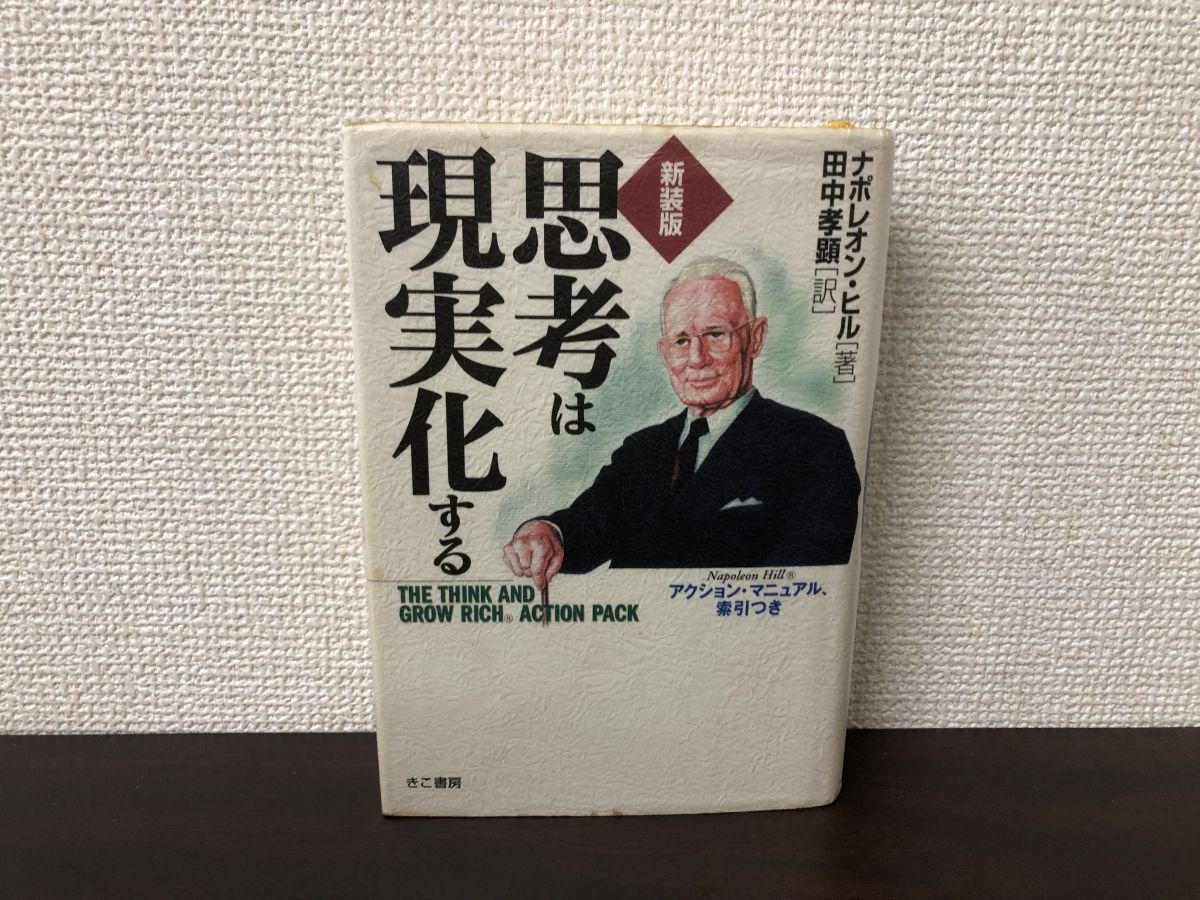 ナポレオン・ヒル[著]
田中孝顕[訳]
新装版
思考は
現実化する
THE THINK AND
GROW RICH® ACTION PACK
Napoleon Hill®
アクション・マニュアル、
索引つき
きこ書房